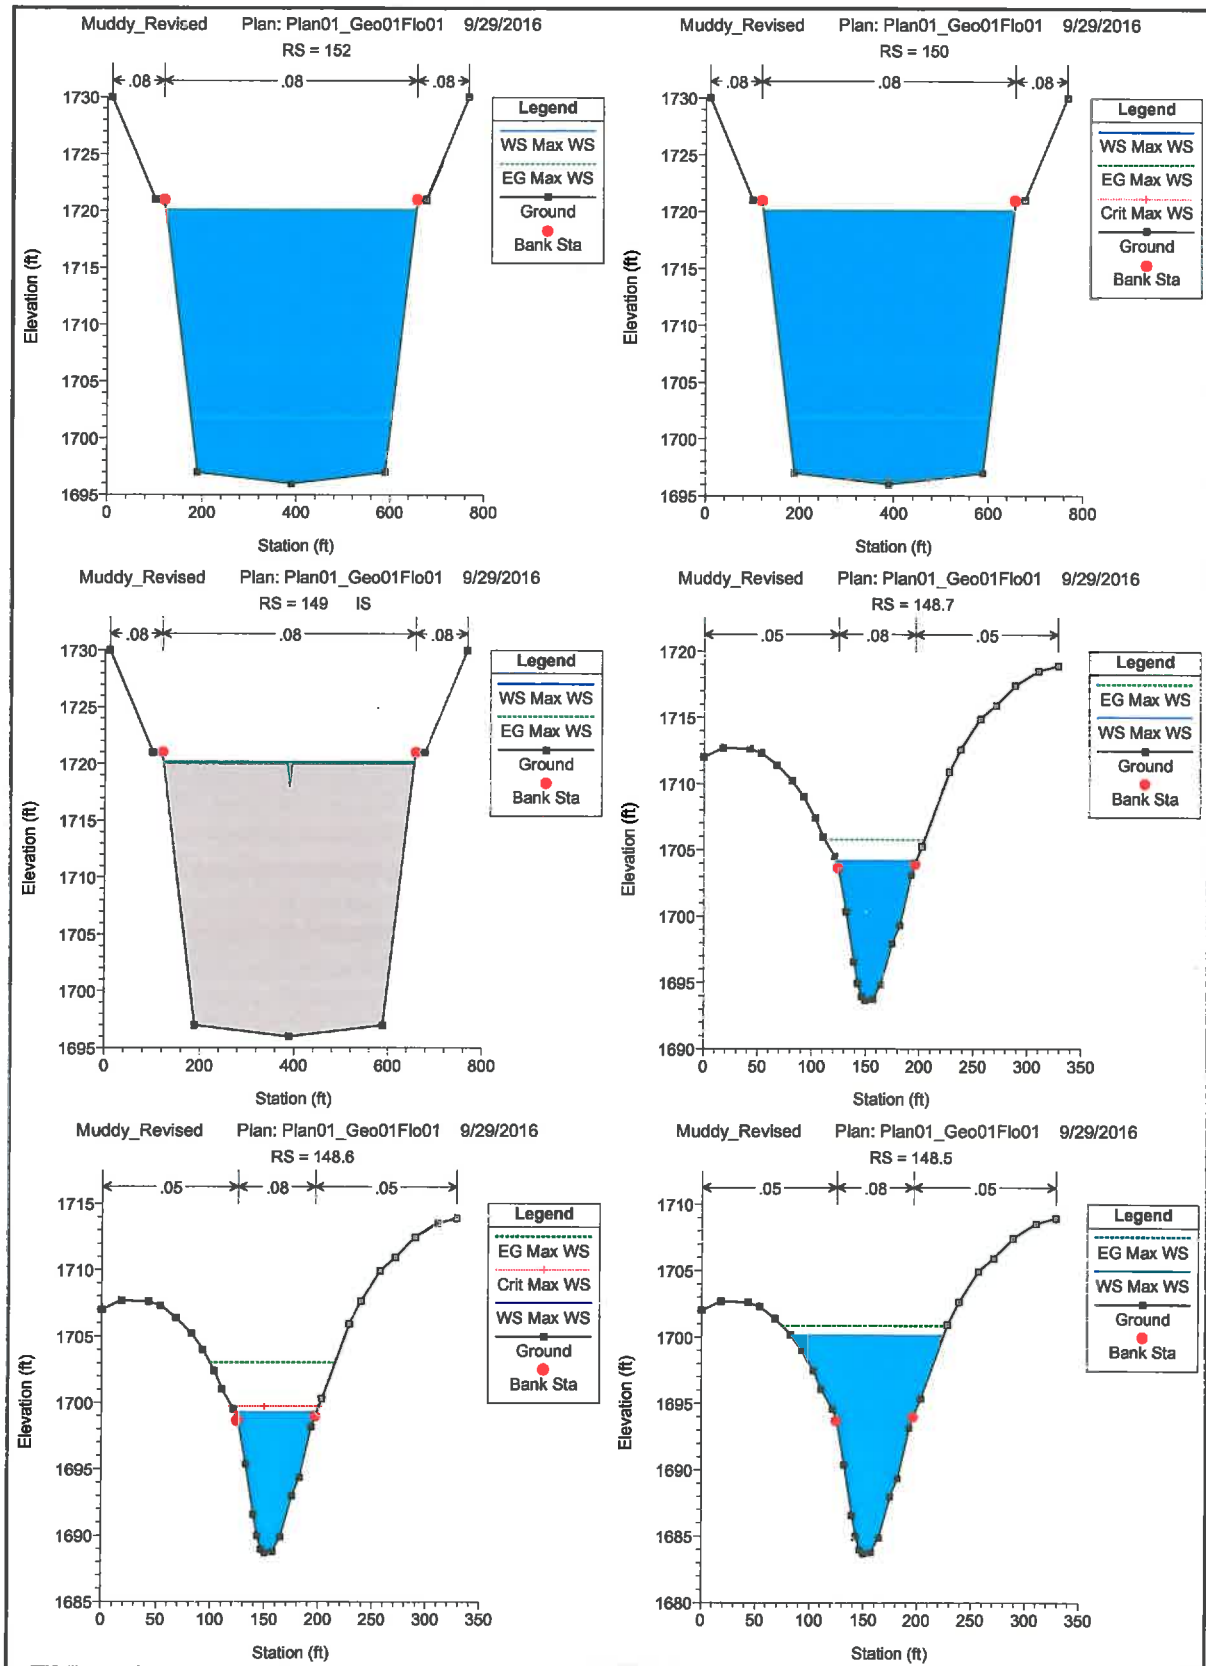 Muddy_Revised Plan: Plan01_Geo01Flo01 9/29/2016
RS = 152
.08 .08 .08
1730
1725
1720
1715
1710
1705
1700
1695
Elevation (ft)
0 200 400 600 800
Station (ft)
Legend
WS Max WS
EG Max WS
Ground
Bank Sta
Muddy_Revised Plan: Plan01_Geo01Flo01 9/29/2016
RS = 150
.08 .08 .08
1730
1725
1720
1715
1710
1705
1700
1695
Elevation (ft)
0 200 400 600 800
Station (ft)
Legend
WS Max WS
EG Max WS
Crit Max WS
Ground
Bank Sta
Muddy_Revised Plan: Plan01_Geo01Flo01 9/29/2016
RS = 149 IS
.08 .08 .08
1730
1725
1720
1715
1710
1705
1700
1695
Elevation (ft)
0 200 400 600 800
Station (ft)
Legend
WS Max WS
EG Max WS
Ground
Bank Sta
Muddy_Revised Plan: Plan01_Geo01Flo01 9/29/2016
RS = 148.7
.05 .08 .05
1720
1715
1710
1705
1700
1695
1690
Elevation (ft)
0 50 100 150 200 250 300 350
Station (ft)
Legend
EG Max WS
WS Max WS
Ground
Bank Sta
Muddy_Revised Plan: Plan01_Geo01Flo01 9/29/2016
RS = 148.6
.05 .08 .05
1715
1710
1705
1700
1695
1690
1685
Elevation (ft)
0 50 100 150 200 250 300 350
Station (ft)
Legend
EG Max WS
Crit Max WS
WS Max WS
Ground
Bank Sta
Muddy_Revised Plan: Plan01_Geo01Flo01 9/29/2016
RS = 148.5
.05 .08 .05
1710
1705
1700
1695
1690
1685
1680
Elevation (ft)
0 50 100 150 200 250 300 350
Station (ft)
Legend
EG Max WS
WS Max WS
Ground
Bank Sta